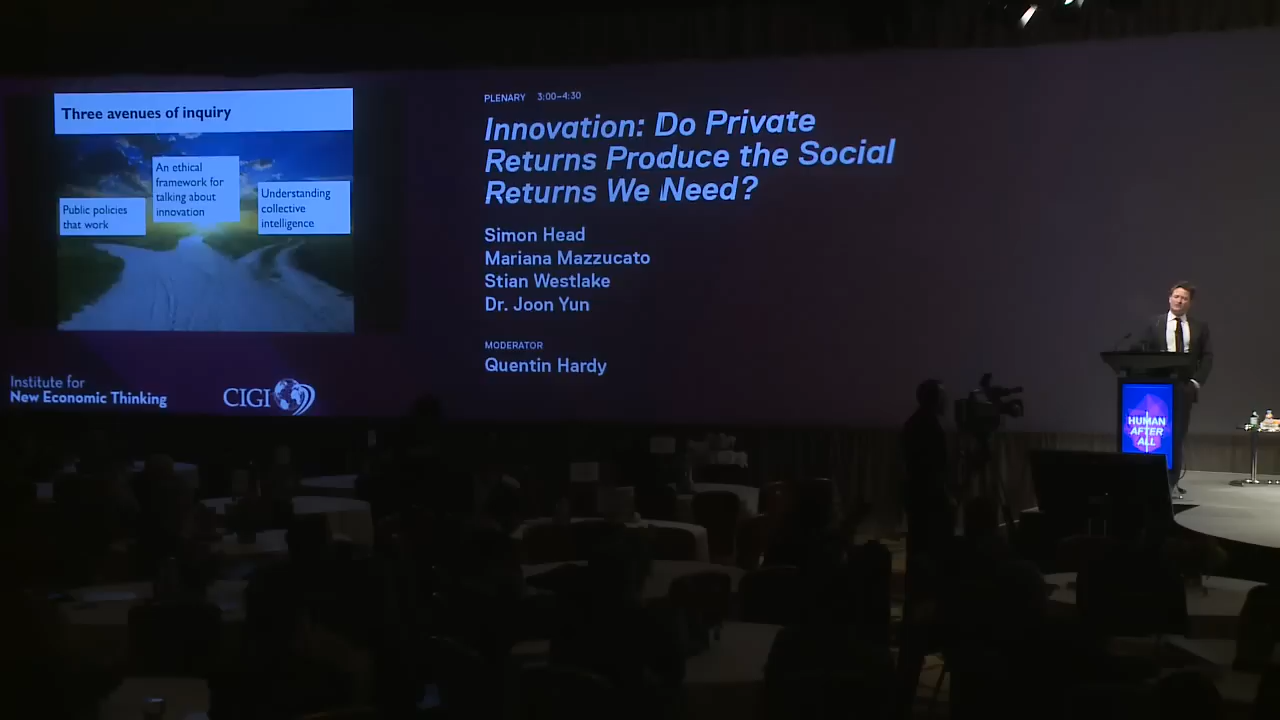 Three avenues of inquiry
Public policies
that work
An ethical
framework for
talking about
innovation
Understanding
collective
intelligence
PLENARY 3:00–4:30
Innovation: Do Private
Returns Produce the Social
Returns We Need?
Simon Head
Mariana Mazzucato
Stian Westlake
Dr. Joon Yun
MODERATOR
Quentin Hardy
Institute for
New Economic Thinking
CIGI
HUMAN
AFTER
ALL